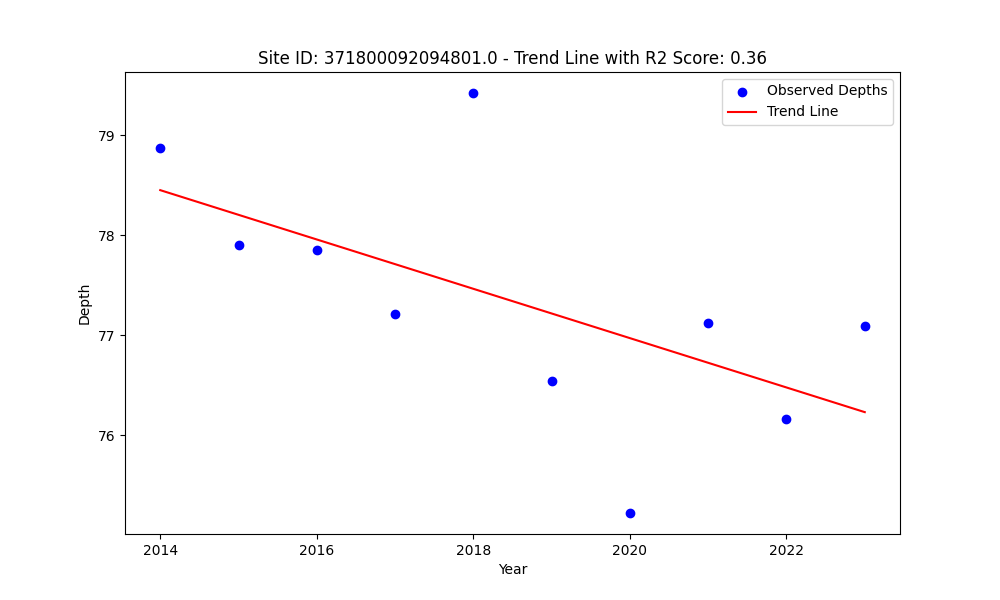 Site ID: 371800092094801.0 - Trend Line with R2 Score: 0.36
Observed Depths
Trend Line
79
78
77
76
Depth
2014
2016
2018
2020
2022
Year